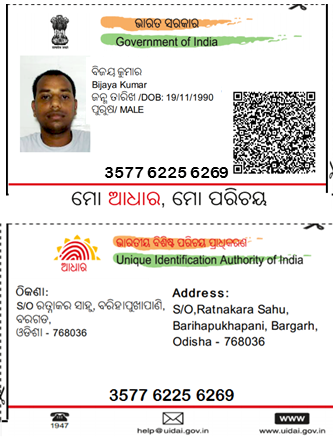 ଭାରତ ସରକାର
Government of India
ବିଜୟ କୁମାର
Bijaya Kumar
ଜନ୍ମ ତାରିଖ /DOB: 19/11/1990
ପୁରୁଷ/ MALE
3577 6225 6269
ମୋ ଆଧାର, ମୋ ପରିଚୟ
ଭାରତୀୟ ବିଶିଷ୍ଟ ପରିଚୟ ପ୍ରାଧିକରଣ
Unique Identification Authority of India
ଆଧାର
ଠିକଣା:
S/O ରତ୍ନାକର ସାହୁ, ବରିହାପୁଖାପାଣି,
ବରଗଡ,
ଓଡିଶା - 768036
Address:
S/O,Ratnakara Sahu,
Barihapukhapani, Bargarh,
Odisha - 768036
3577 6225 6269
1947
help@uidai.gov.in
WWW
www.uidai.gov.in